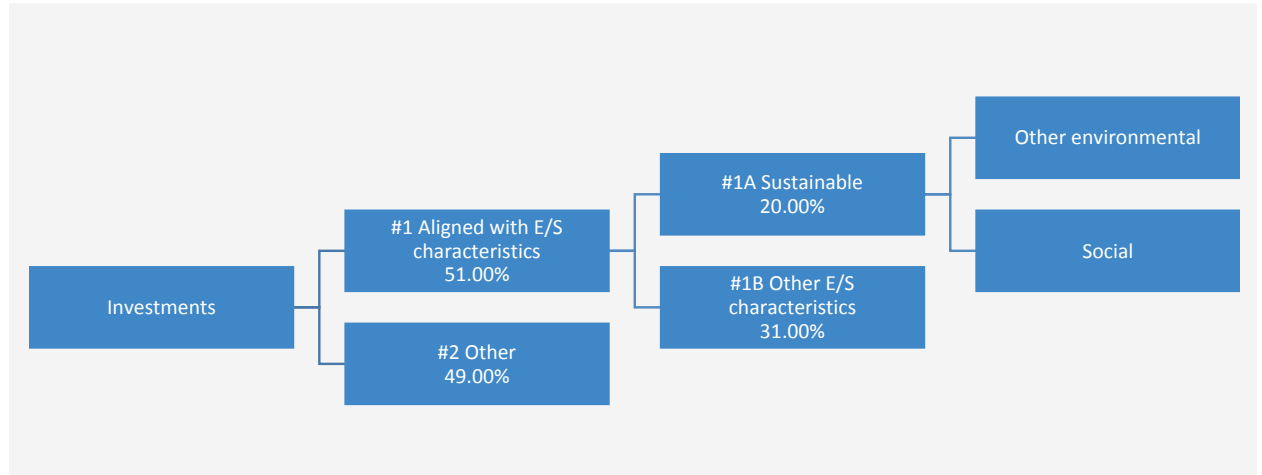 Investments
#1 Aligned with E/S
characteristics
51.00%
#2 Other
49.00%
#1A Sustainable
20.00%
#1B Other E/S
characteristics
31.00%
Other environmental
Social